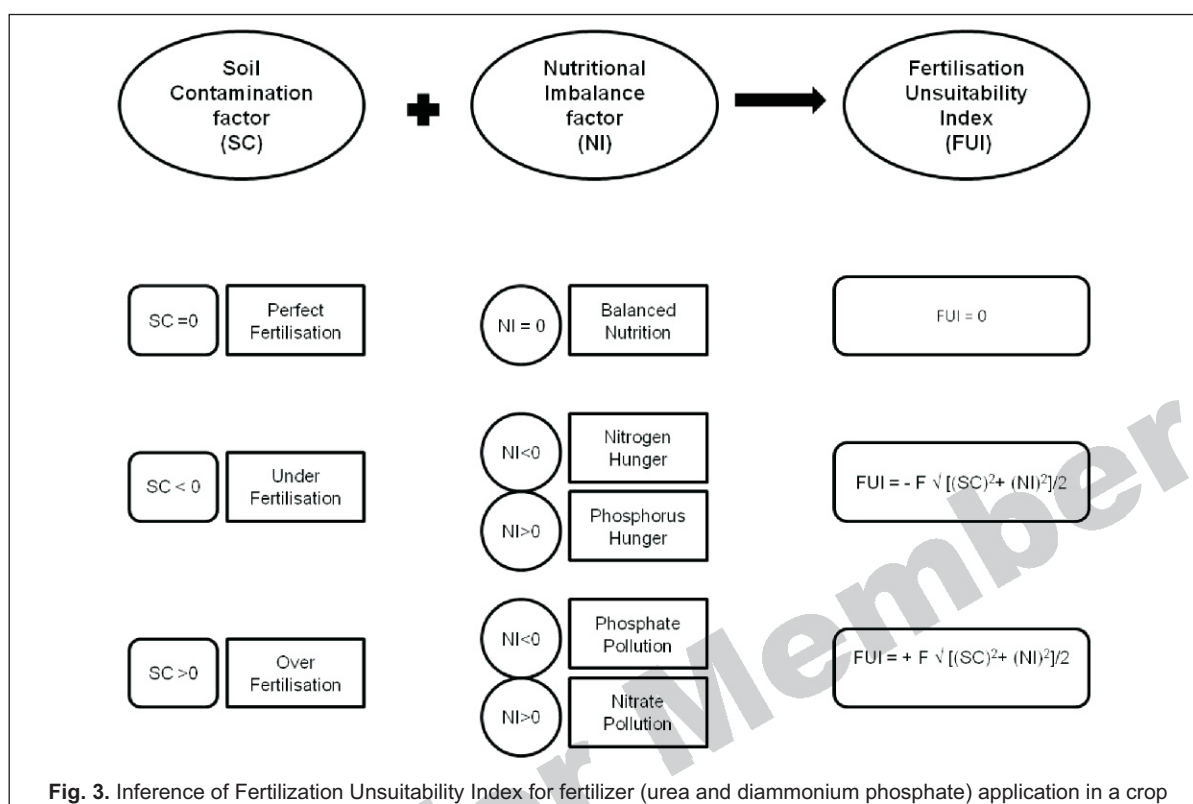 Soil
Contamination
factor
(SC)
Nutritional
Imbalance
factor
(NI)
Fertilisation
Unsuitability
Index
(FUI)
SC =0
Perfect
Fertilisation
NI = 0
Balanced
Nutrition
FUI = 0
SC < 0
Under
Fertilisation
NI<0
Nitrogen
Hunger
NI>0
Phosphorus
Hunger
FUI = - F √ [(SC)²+ (NI)²]/2
SC >0
Over
Fertilisation
NI<0
Phosphate
Pollution
NI>0
Nitrate
Pollution
FUI = + F √ [(SC)²+ (NI)²]/2
Member
Fig. 3. Inference of Fertilization Unsuitability Index for fertilizer (urea and diammonium phosphate) application in a crop